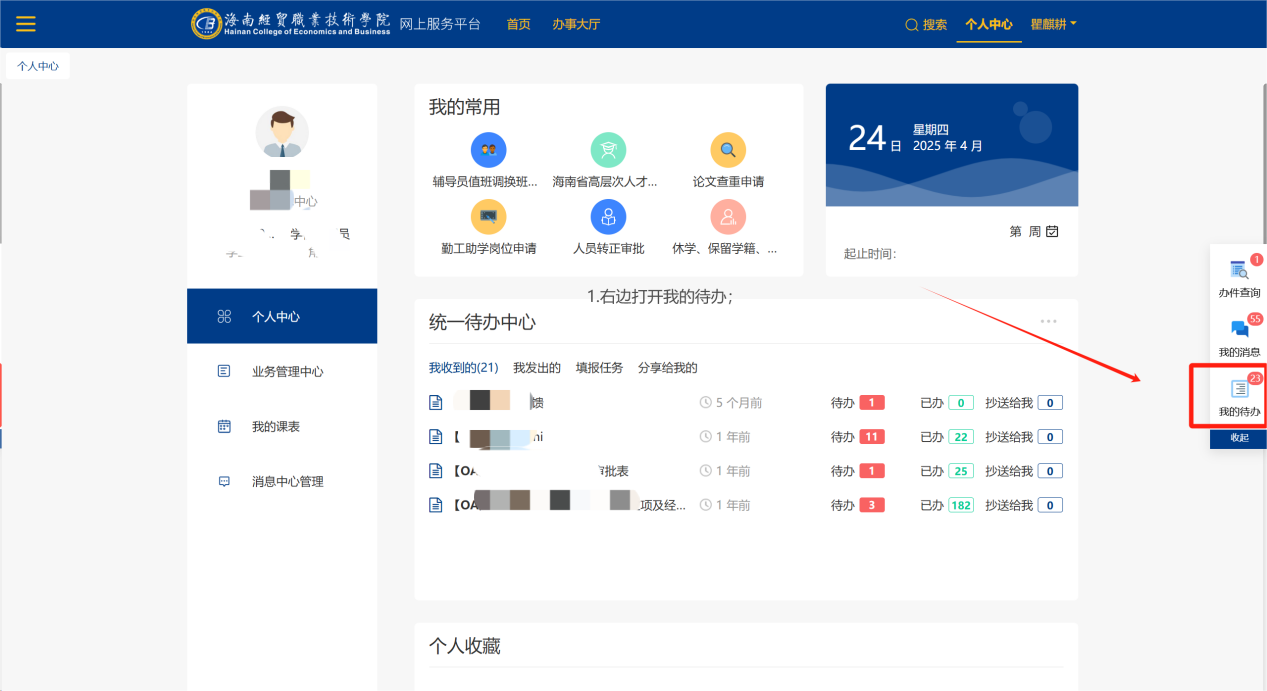 海南經貿職業技術學院
Hainan College of Economics and Business
网上服务平台 首页 办事大厅 搜索 个人中心 瞿麒耕
个人中心
中心
学
员
我的常用
辅导员值班调换班... 海南省高层次人才... 论文查重申请
勤工助学岗位申请 人员转正审批 休学、保留学籍、...
24日 星期四
2025 年 4 月
第 周
起止时间:
个人中心
业务管理中心
我的课表
消息中心管理
1.右边打开我的待办;
统一待办中心
我收到的(21) 我发出的 填报任务 分享给我的
馈 5 个月前 待办 1 已办 0 抄送给我 0
【 hi 1 年前 待办 11 已办 22 抄送给我 0
【OA 审批表 1 年前 待办 1 已办 25 抄送给我 0
【OA 项及经... 1 年前 待办 3 已办 182 抄送给我 0
个人收藏
1
办件查询
55
我的消息
23
我的待办
收起